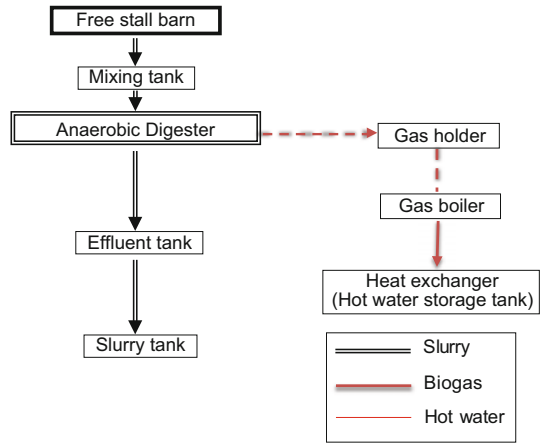 Free stall barn
Mixing tank
Anaerobic Digester
Gas holder
Gas boiler
Effluent tank
Heat exchanger
(Hot water storage tank)
Slurry tank
Slurry
Biogas
Hot water